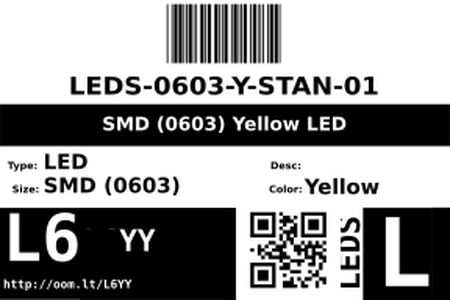 LEDS-0603-Y-STAN-01
SMD (0603) Yellow LED
Type: LED
Desc:
Size: SMD (0603)
Color: Yellow
L6 YY
http://oom.lt/L6YY
LEDS
L